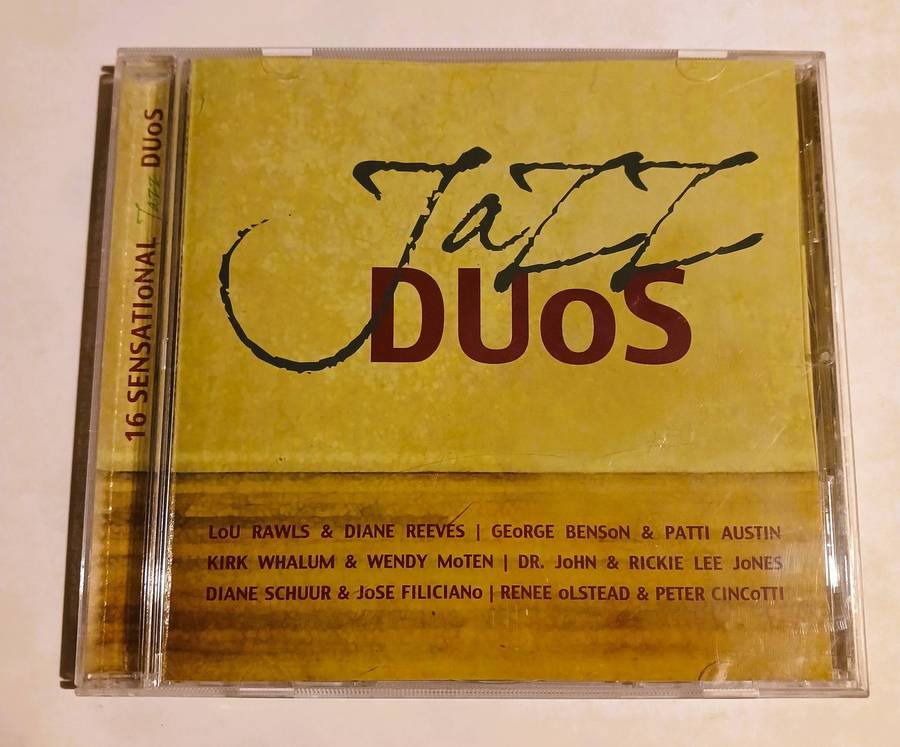 16 SENSATIoNAL Jazz DUoS
JaZZ
DUoS
LoU RAWLS & DIANE REEVES | GEoRGE BENSoN & PATTI AUSTIN
KIRK WHALUM & WENDY MoTEN | DR. JoHN & RICKIE LEE JoNES
DIANE SCHUUR & JoSE FILICIANo | RENEE oLSTEAD & PETER CINCoTTI